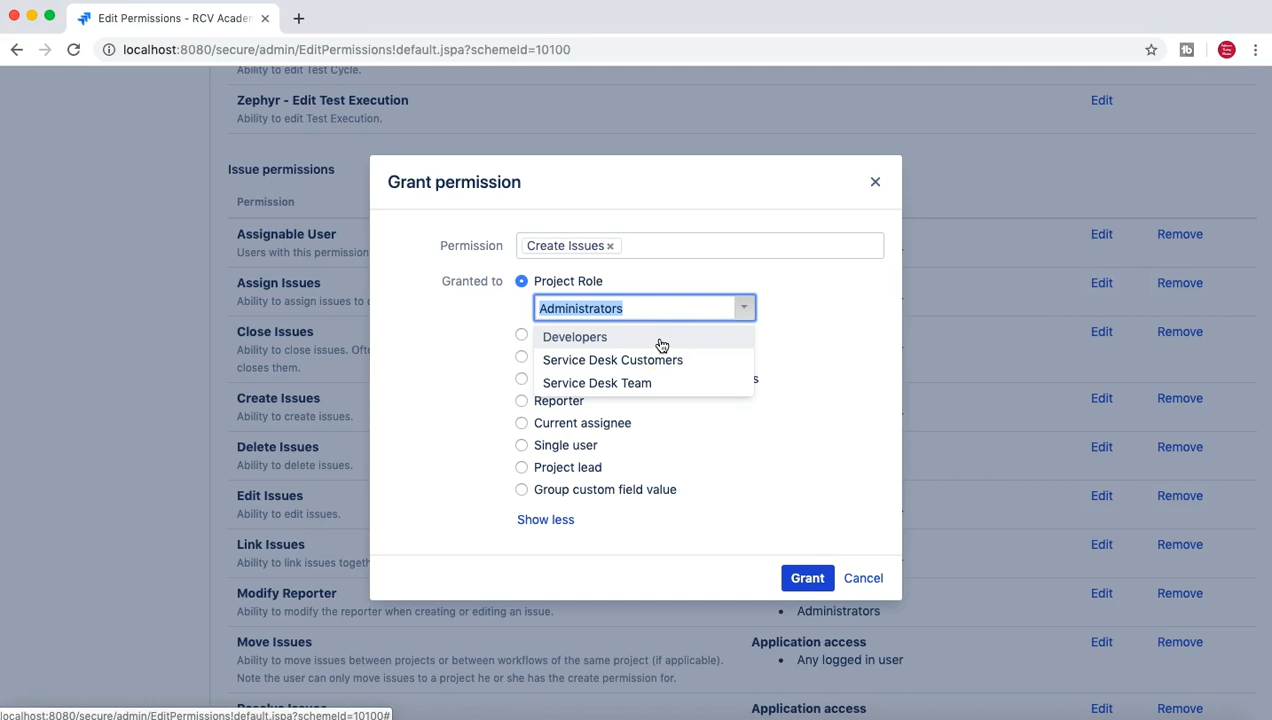 Edit Permissions - RCV Acade
localhost:8080/secure/admin/EditPermissions!default.jspa?schemeId=10100
Ability to edit Test Cycle.
Zephyr - Edit Test Execution
Edit
Ability to edit Test Execution.
Issue permissions
Permission
Assignable User
Edit
Remove
Users with this permission
Assign Issues
Edit
Remove
Ability to assign issues to
Close Issues
Edit
Remove
Ability to close issues. Oft
closes them.
Create Issues
Edit
Remove
Ability to create issues.
Delete Issues
Edit
Remove
Ability to delete issues.
Edit Issues
Edit
Remove
Ability to edit issues.
Link Issues
Edit
Remove
Ability to link issues togeth
Modify Reporter
Edit
Remove
Ability to modify the reporter when creating or editing an issue.
• Administrators
Move Issues
Application access
Edit
Remove
Ability to move issues between projects or between workflows of the same project (if applicable).
• Any logged in user
Note the user can only move issues to a project he or she has the create permission for.
Application access
Edit
Remove
localhost:8080/secure/admin/EditPermissions!default.jspa?schemeId=10100#
Grant permission
Permission
Create Issues ×
Granted to
Project Role
Administrators
Developers
Service Desk Customers
Service Desk Team
s
Reporter
Current assignee
Single user
Project lead
Group custom field value
Show less
Grant
Cancel